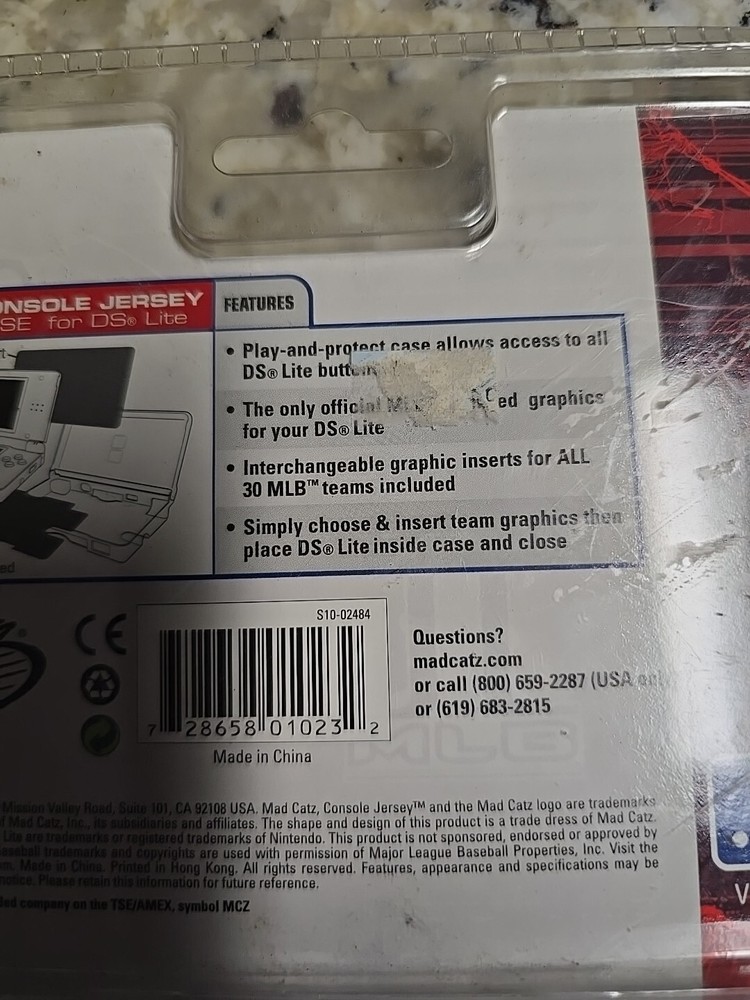 ONSOLE JERSEY
SE for DS® Lite
FEATURES
• Play-and-protect case allows access to all
DS® Lite
• The only official ed graphics
for your DS® Lite
• Interchangeable graphic inserts for ALL
30 MLB™ teams included
• Simply choose & insert team graphics then
place DS® Lite inside case and close
ed
CE
S10-02484
7 28658 01023 2
Made in China
Questions?
madcatz.com
or call (800) 659-2287 (USA
or (619) 683-2815
MLB
Mission Valley Road, Suite 101, CA 92108 USA. Mad Catz, Console Jersey™ and the Mad Catz logo are trademarks
Mad Catz, Inc., its subsidiaries and affiliates. The shape and design of this product is a trade dress of Mad Catz.
Lite are trademarks or registered trademarks of Nintendo. This product is not sponsored, endorsed or approved by
aseball trademarks and copyrights are used with permission of Major League Baseball Properties, Inc. Visit the
m. Made in China. Printed in Hong Kong. All rights reserved. Features, appearance and specifications may be
notice. Please retain this information for future reference.
ded company on the TSE/AMEX, symbol MCZ
V